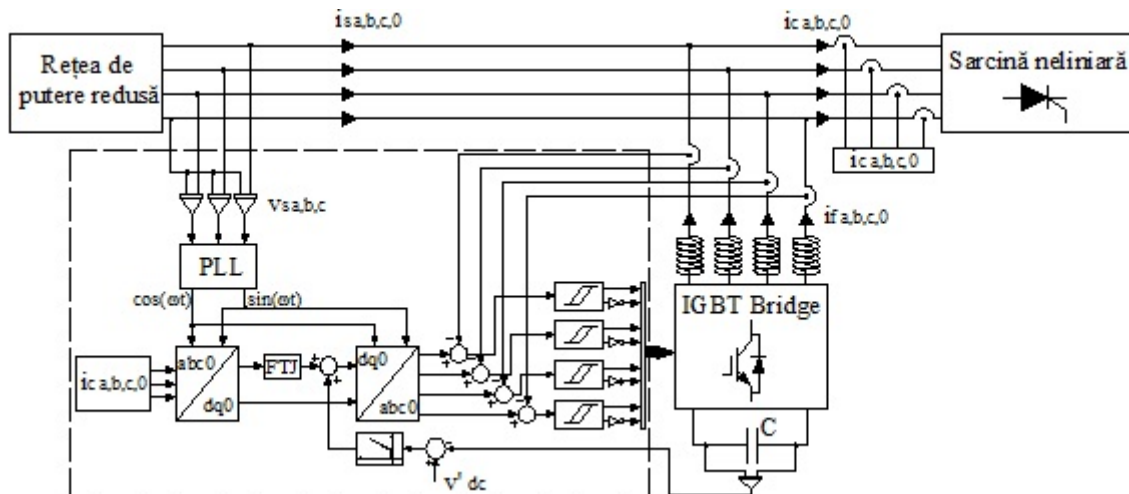 isa,b,c,0
ica,b,c,0
Rețea de
putere redusă
Sarcină neliniară
ica,b,c,0
vsa,b,c
ifa,b,c,0
PLL
cos(ωt)
sin(ωt)
IGBT Bridge
ica,b,c,0
abc0
dq0
FTJ
+
+
dq0
abc0
-
+
-
+
-
+
-
+
C
-
+
dc